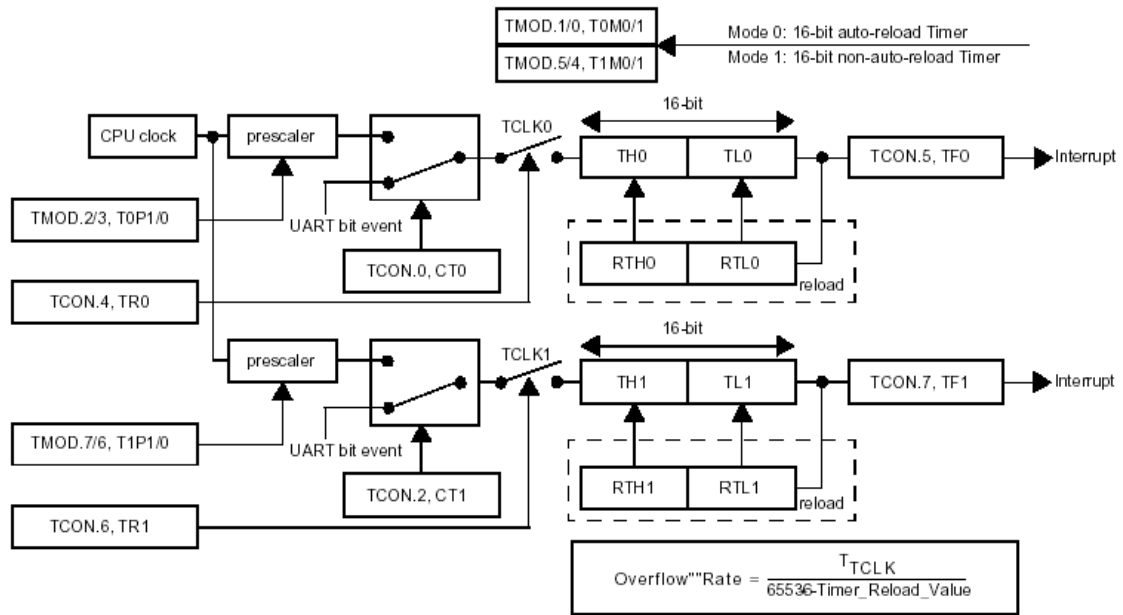 TMOD.1/0, T0M0/1
TMOD.5/4, T1M0/1
Mode 0: 16-bit auto-reload Timer
Mode 1: 16-bit non-auto-reload Timer
CPU clock
prescaler
TCLK0
16-bit
TH0
TL0
TCON.5, TF0
Interrupt
TMOD.2/3, T0P1/0
UART bit event
TCON.0, CT0
RTH0
RTL0
reload
TCON.4, TR0
prescaler
TCLK1
16-bit
TH1
TL1
TCON.7, TF1
Interrupt
TMOD.7/6, T1P1/0
UART bit event
TCON.2, CT1
RTH1
RTL1
reload
TCON.6, TR1
Overflow""Rate = TTCLK
65536-Timer_Reload_Value